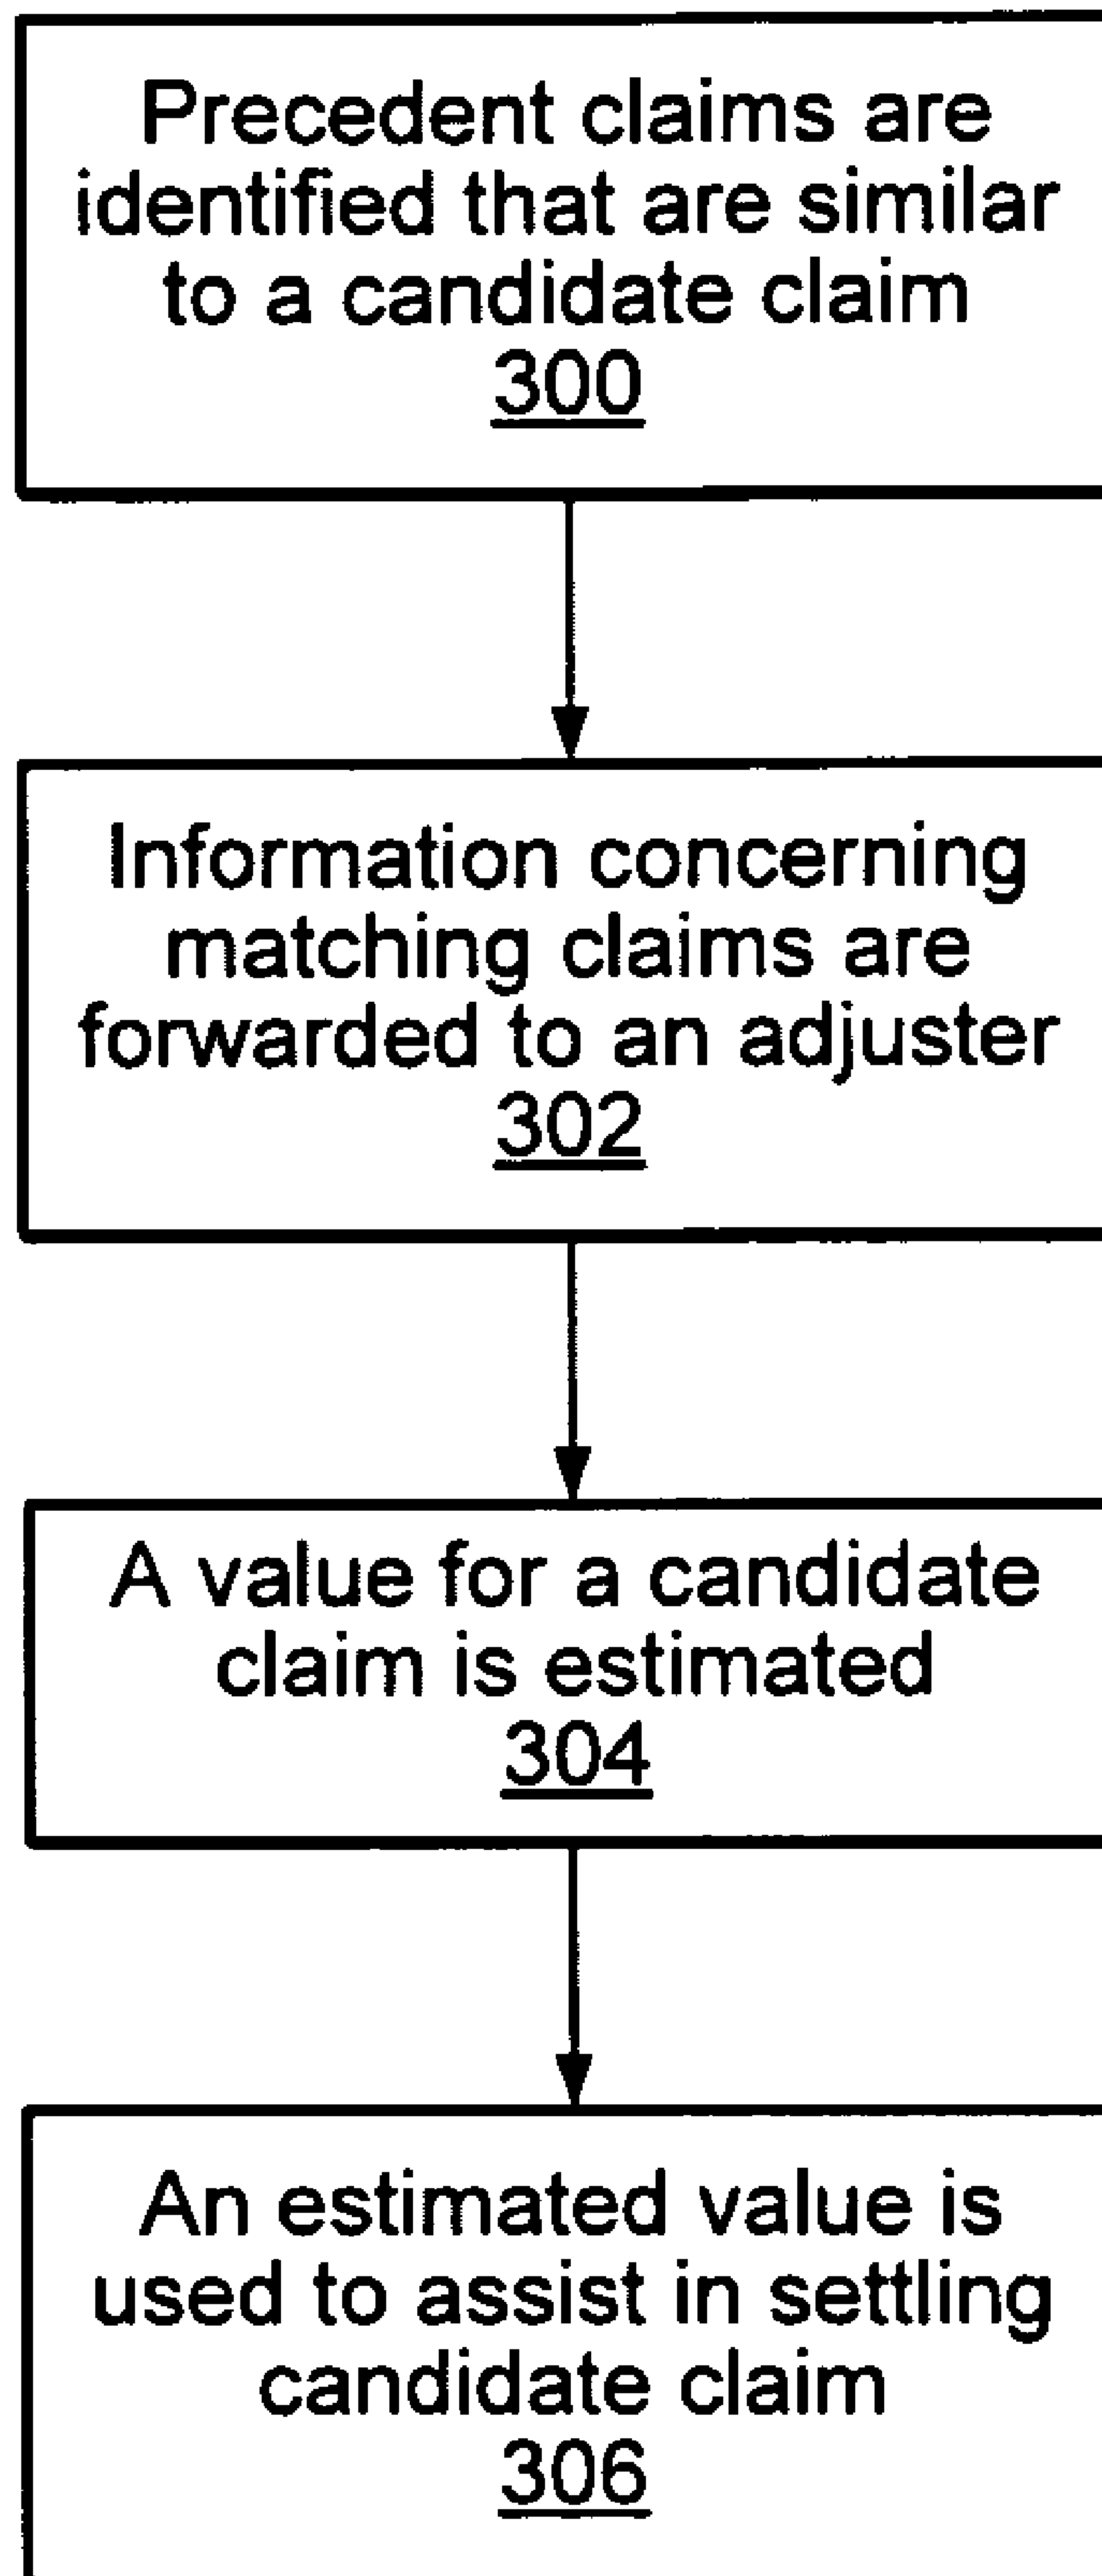 Precedent claims are
identified that are similar
to a candidate claim
300
Information concerning
matching claims are
forwarded to an adjuster
302
A value for a candidate
claim is estimated
304
An estimated value is
used to assist in settling
candidate claim
306